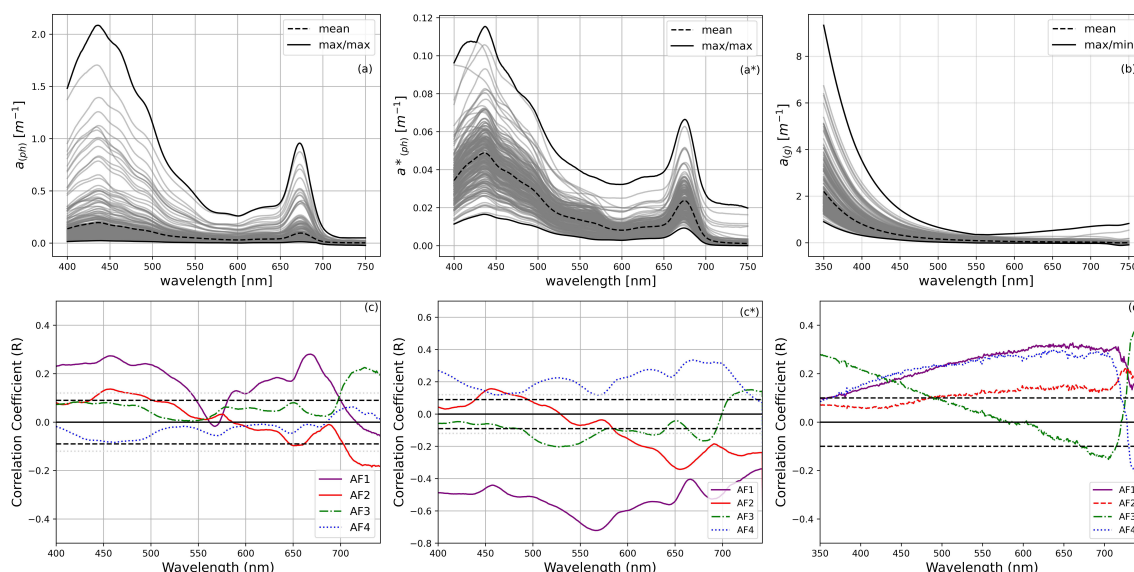 mean
max/max
(a)
2.0
1.5
1.0
0.5
0.0
a(ph) [m⁻¹]
400 450 500 550 600 650 700 750
wavelength [nm]
mean
max/max
(a*)
0.12
0.10
0.08
0.06
0.04
0.02
0.00
a*(ph) [m⁻¹]
400 450 500 550 600 650 700 750
wavelength [nm]
mean
max/min
(b)
8
6
4
2
0
a(g) [m⁻¹]
350 400 450 500 550 600 650 700 750
wavelength [nm]
(c)
0.4
0.2
0.0
−0.2
−0.4
Correlation Coefficient (R)
AF1
AF2
AF3
AF4
400 450 500 550 600 650 700
Wavelength (nm)
(c*)
0.4
0.2
0.0
−0.2
−0.4
−0.6
−0.8
Correlation Coefficient (R)
AF1
AF2
AF3
AF4
400 450 500 550 600 650 700
Wavelength (nm)
0.4
0.2
0.0
−0.2
−0.4
Correlation Coefficient (R)
AF1
AF2
AF3
AF4
350 400 450 500 550 600 650 700
Wavelength (nm)